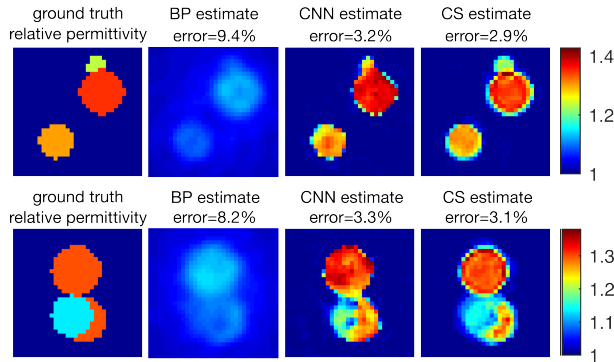 ground truth
relative permittivity
BP estimate
error=9.4%
CNN estimate
error=3.2%
CS estimate
error=2.9%
1.4
1.2
1
ground truth
relative permittivity
BP estimate
error=8.2%
CNN estimate
error=3.3%
CS estimate
error=3.1%
1.3
1.2
1.1
1